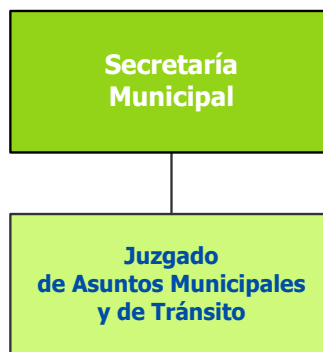 Secretaría
Municipal
Juzgado
de Asuntos Municipales
y de Tránsito